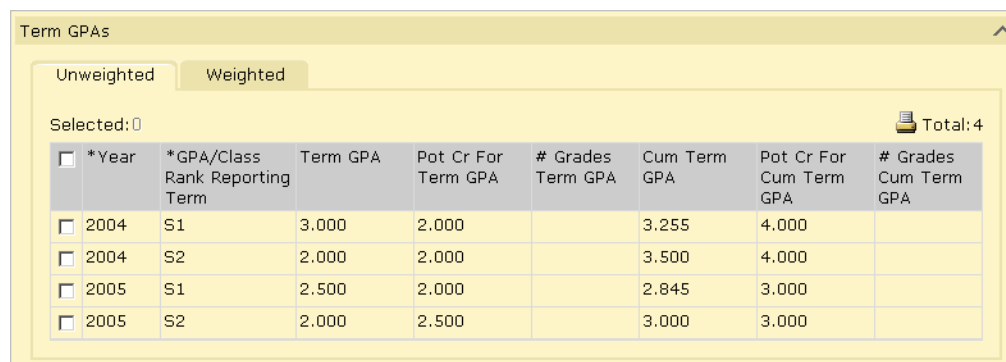 Term GPAs
Unweighted Weighted
Selected: 0 Total: 4
*Year *GPA/Class Rank Reporting Term Term GPA Pot Cr For Term GPA # Grades Term GPA Cum Term GPA Pot Cr For Cum Term GPA # Grades Cum Term GPA
2004 S1 3.000 2.000 3.255 4.000
2004 S2 2.000 2.000 3.500 4.000
2005 S1 2.500 2.000 2.845 3.000
2005 S2 2.000 2.500 3.000 3.000